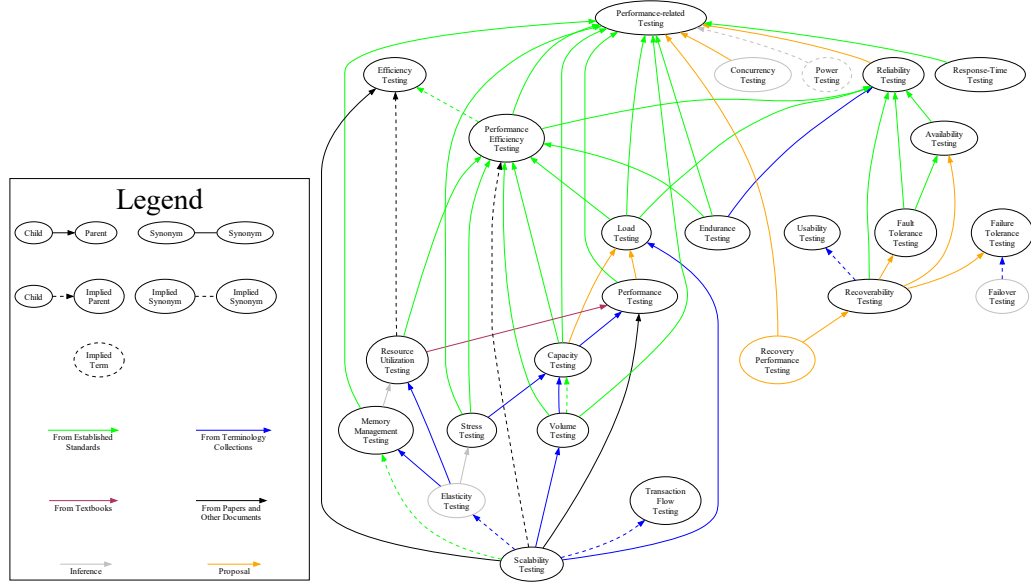 Performance-related
Testing
Efficiency
Testing
Concurrency
Testing
Power
Testing
Reliability
Testing
Response-Time
Testing
Performance
Efficiency
Testing
Availability
Testing
Legend
Child
Parent
Synonym
Synonym
Load
Testing
Endurance
Testing
Usability
Testing
Fault
Tolerance
Testing
Failure
Tolerance
Testing
Child
Implied
Parent
Implied
Synonym
Implied
Synonym
Performance
Testing
Recoverability
Testing
Failover
Testing
Implied
Term
Resource
Utilization
Testing
Capacity
Testing
Recovery
Performance
Testing
From Established
Standards
From Terminology
Collections
Memory
Management
Testing
Stress
Testing
Volume
Testing
From Textbooks
From Papers and
Other Documents
Elasticity
Testing
Transaction
Flow
Testing
Inference
Proposal
Scalability
Testing